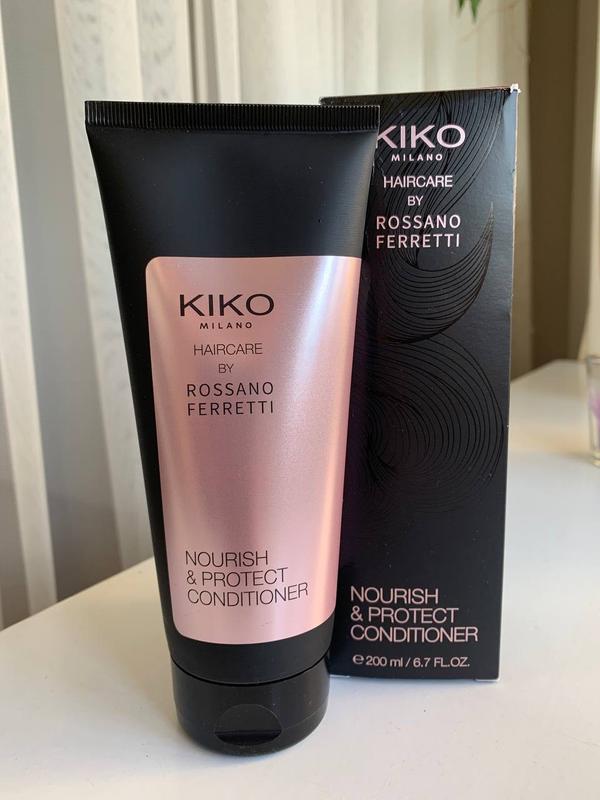 KIKO
MILANO
HAIRCARE
BY
ROSSANO
FERRETTI
NOURISH
& PROTECT
CONDITIONER
KIKO
MILANO
HAIRCARE
BY
ROSSANO
FERRETTI
NOURISH
& PROTECT
CONDITIONER
℮ 200 ml / 6.7 FL.OZ.